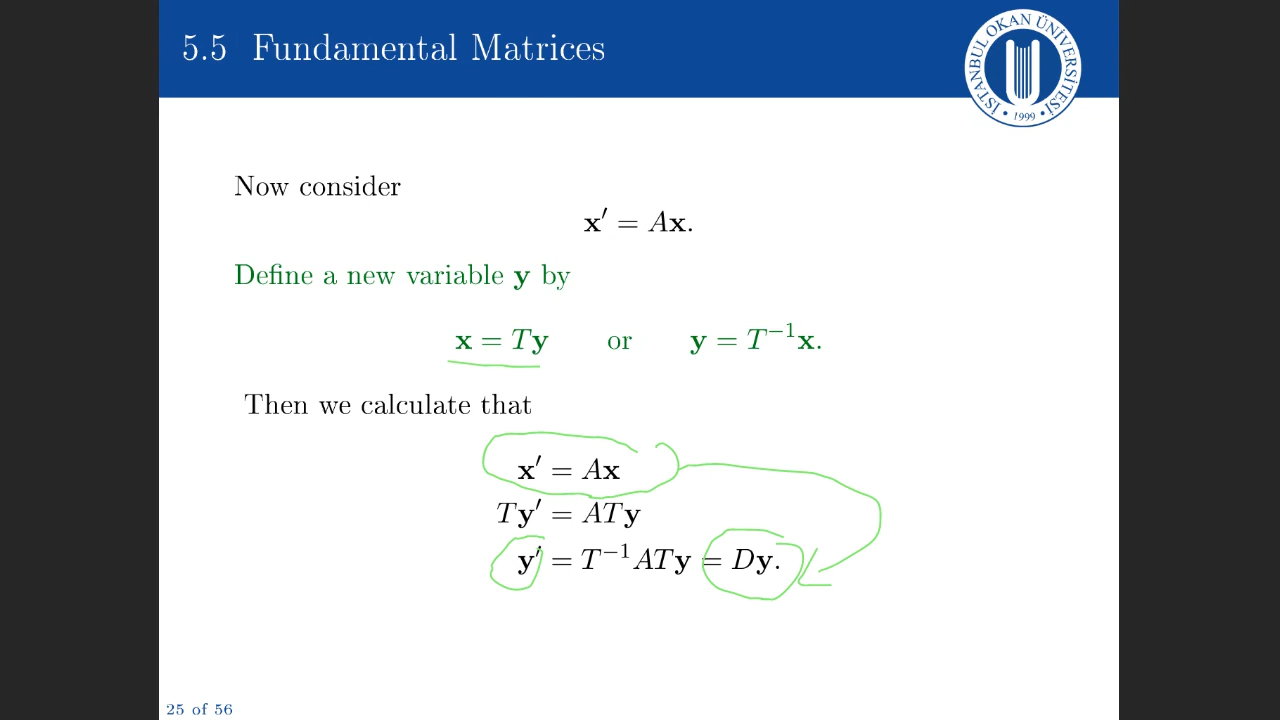 5.5 Fundamental Matrices
İSTANBUL OKAN ÜNİVERSİTESİ
• 1999 •
Now consider
x′ = Ax.
Define a new variable y by
x = Ty or y = T⁻¹x.
Then we calculate that
x′ = Ax
Ty′ = ATy
y′ = T⁻¹ATy = Dy.
25 of 56